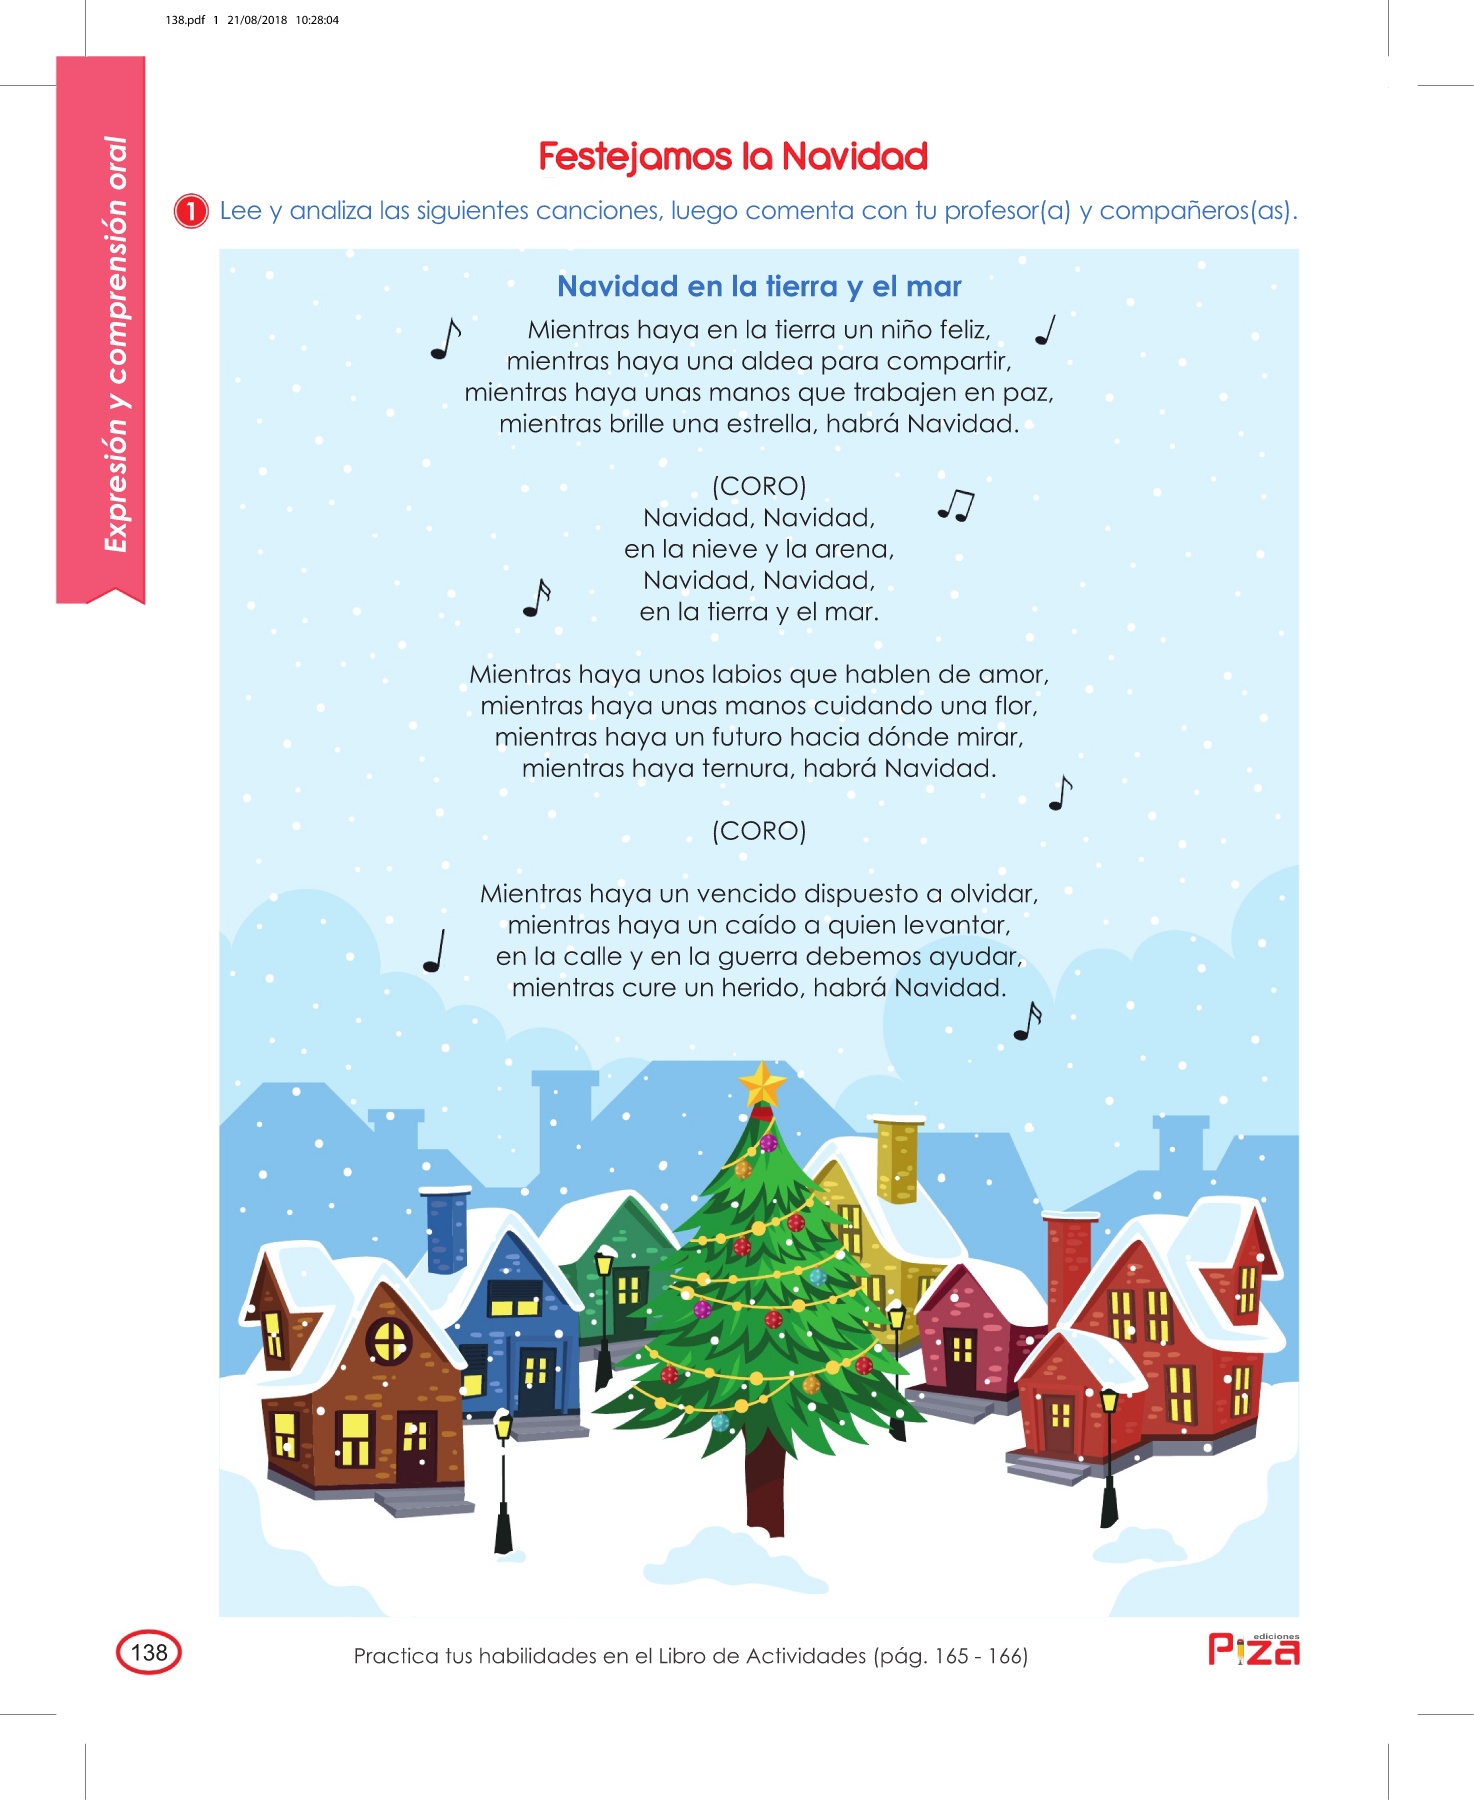 138.pdf 1 21/08/2018 10:28:04
Expresión y comprensión oral
Festejamos la Navidad
1 Lee y analiza las siguientes canciones, luego comenta con tu profesor(a) y compañeros(as).
Navidad en la tierra y el mar
Mientras haya en la tierra un niño feliz,
mientras haya una aldea para compartir,
mientras haya unas manos que trabajen en paz,
mientras brille una estrella, habrá Navidad.
(CORO)
Navidad, Navidad,
en la nieve y la arena,
Navidad, Navidad,
en la tierra y el mar.
Mientras haya unos labios que hablen de amor,
mientras haya unas manos cuidando una flor,
mientras haya un futuro hacia dónde mirar,
mientras haya ternura, habrá Navidad.
(CORO)
Mientras haya un vencido dispuesto a olvidar,
mientras haya un caído a quien levantar,
en la calle y en la guerra debemos ayudar,
mientras cure un herido, habrá Navidad.
138
Practica tus habilidades en el Libro de Actividades (pág. 165 - 166)
ediciones
Piza